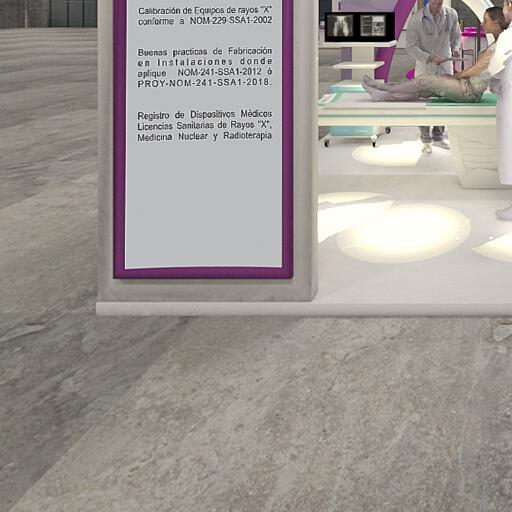 Calibración de Equipos de rayos "X"
conforme a NOM-229-SSA1-2002
Buenas practicas de Fabricación
en Instalaciones donde
aplique NOM-241-SSA1-2012 ó
PROY-NOM-241-SSA1-2018.
Registro de Dispositivos Médicos
Licencias Sanitarias de Rayos "X",
Medicina Nuclear y Radioterapia